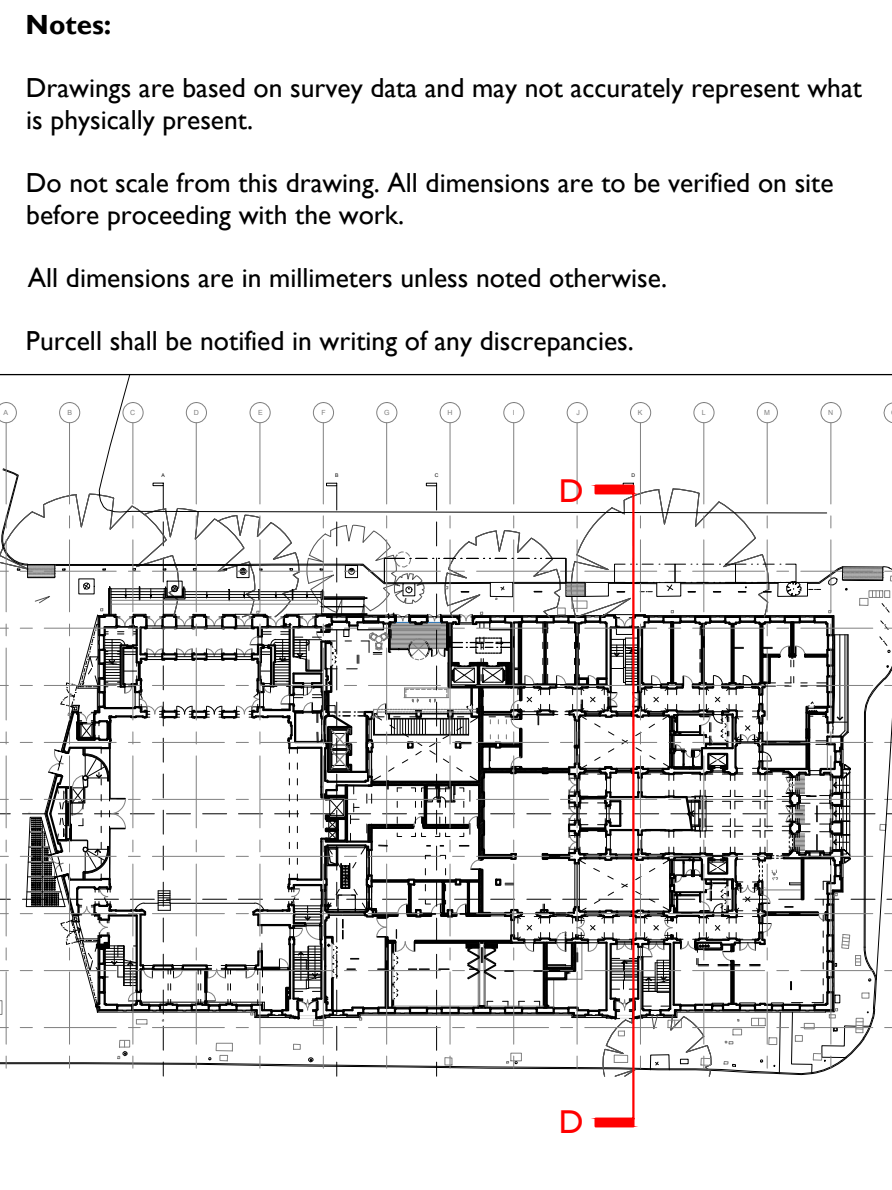 Notes:
Drawings are based on survey data and may not accurately represent what
is physically present.
Do not scale from this drawing. All dimensions are to be verified on site
before proceeding with the work.
All dimensions are in millimeters unless noted otherwise.
Purcell shall be notified in writing of any discrepancies.
A B C D E F G H I J K L M N
A B C D
D
D